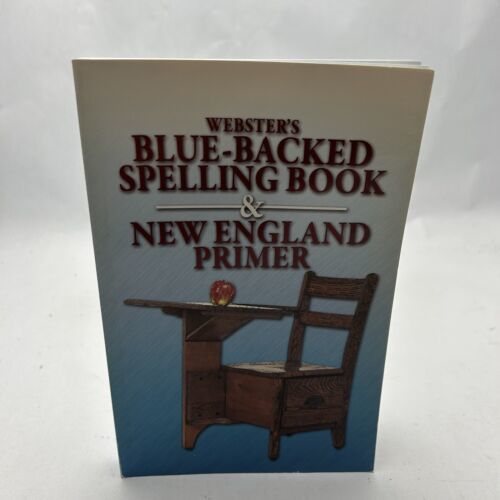 WEBSTER'S
BLUE-BACKED
SPELLING BOOK
&
NEW ENGLAND
PRIMER